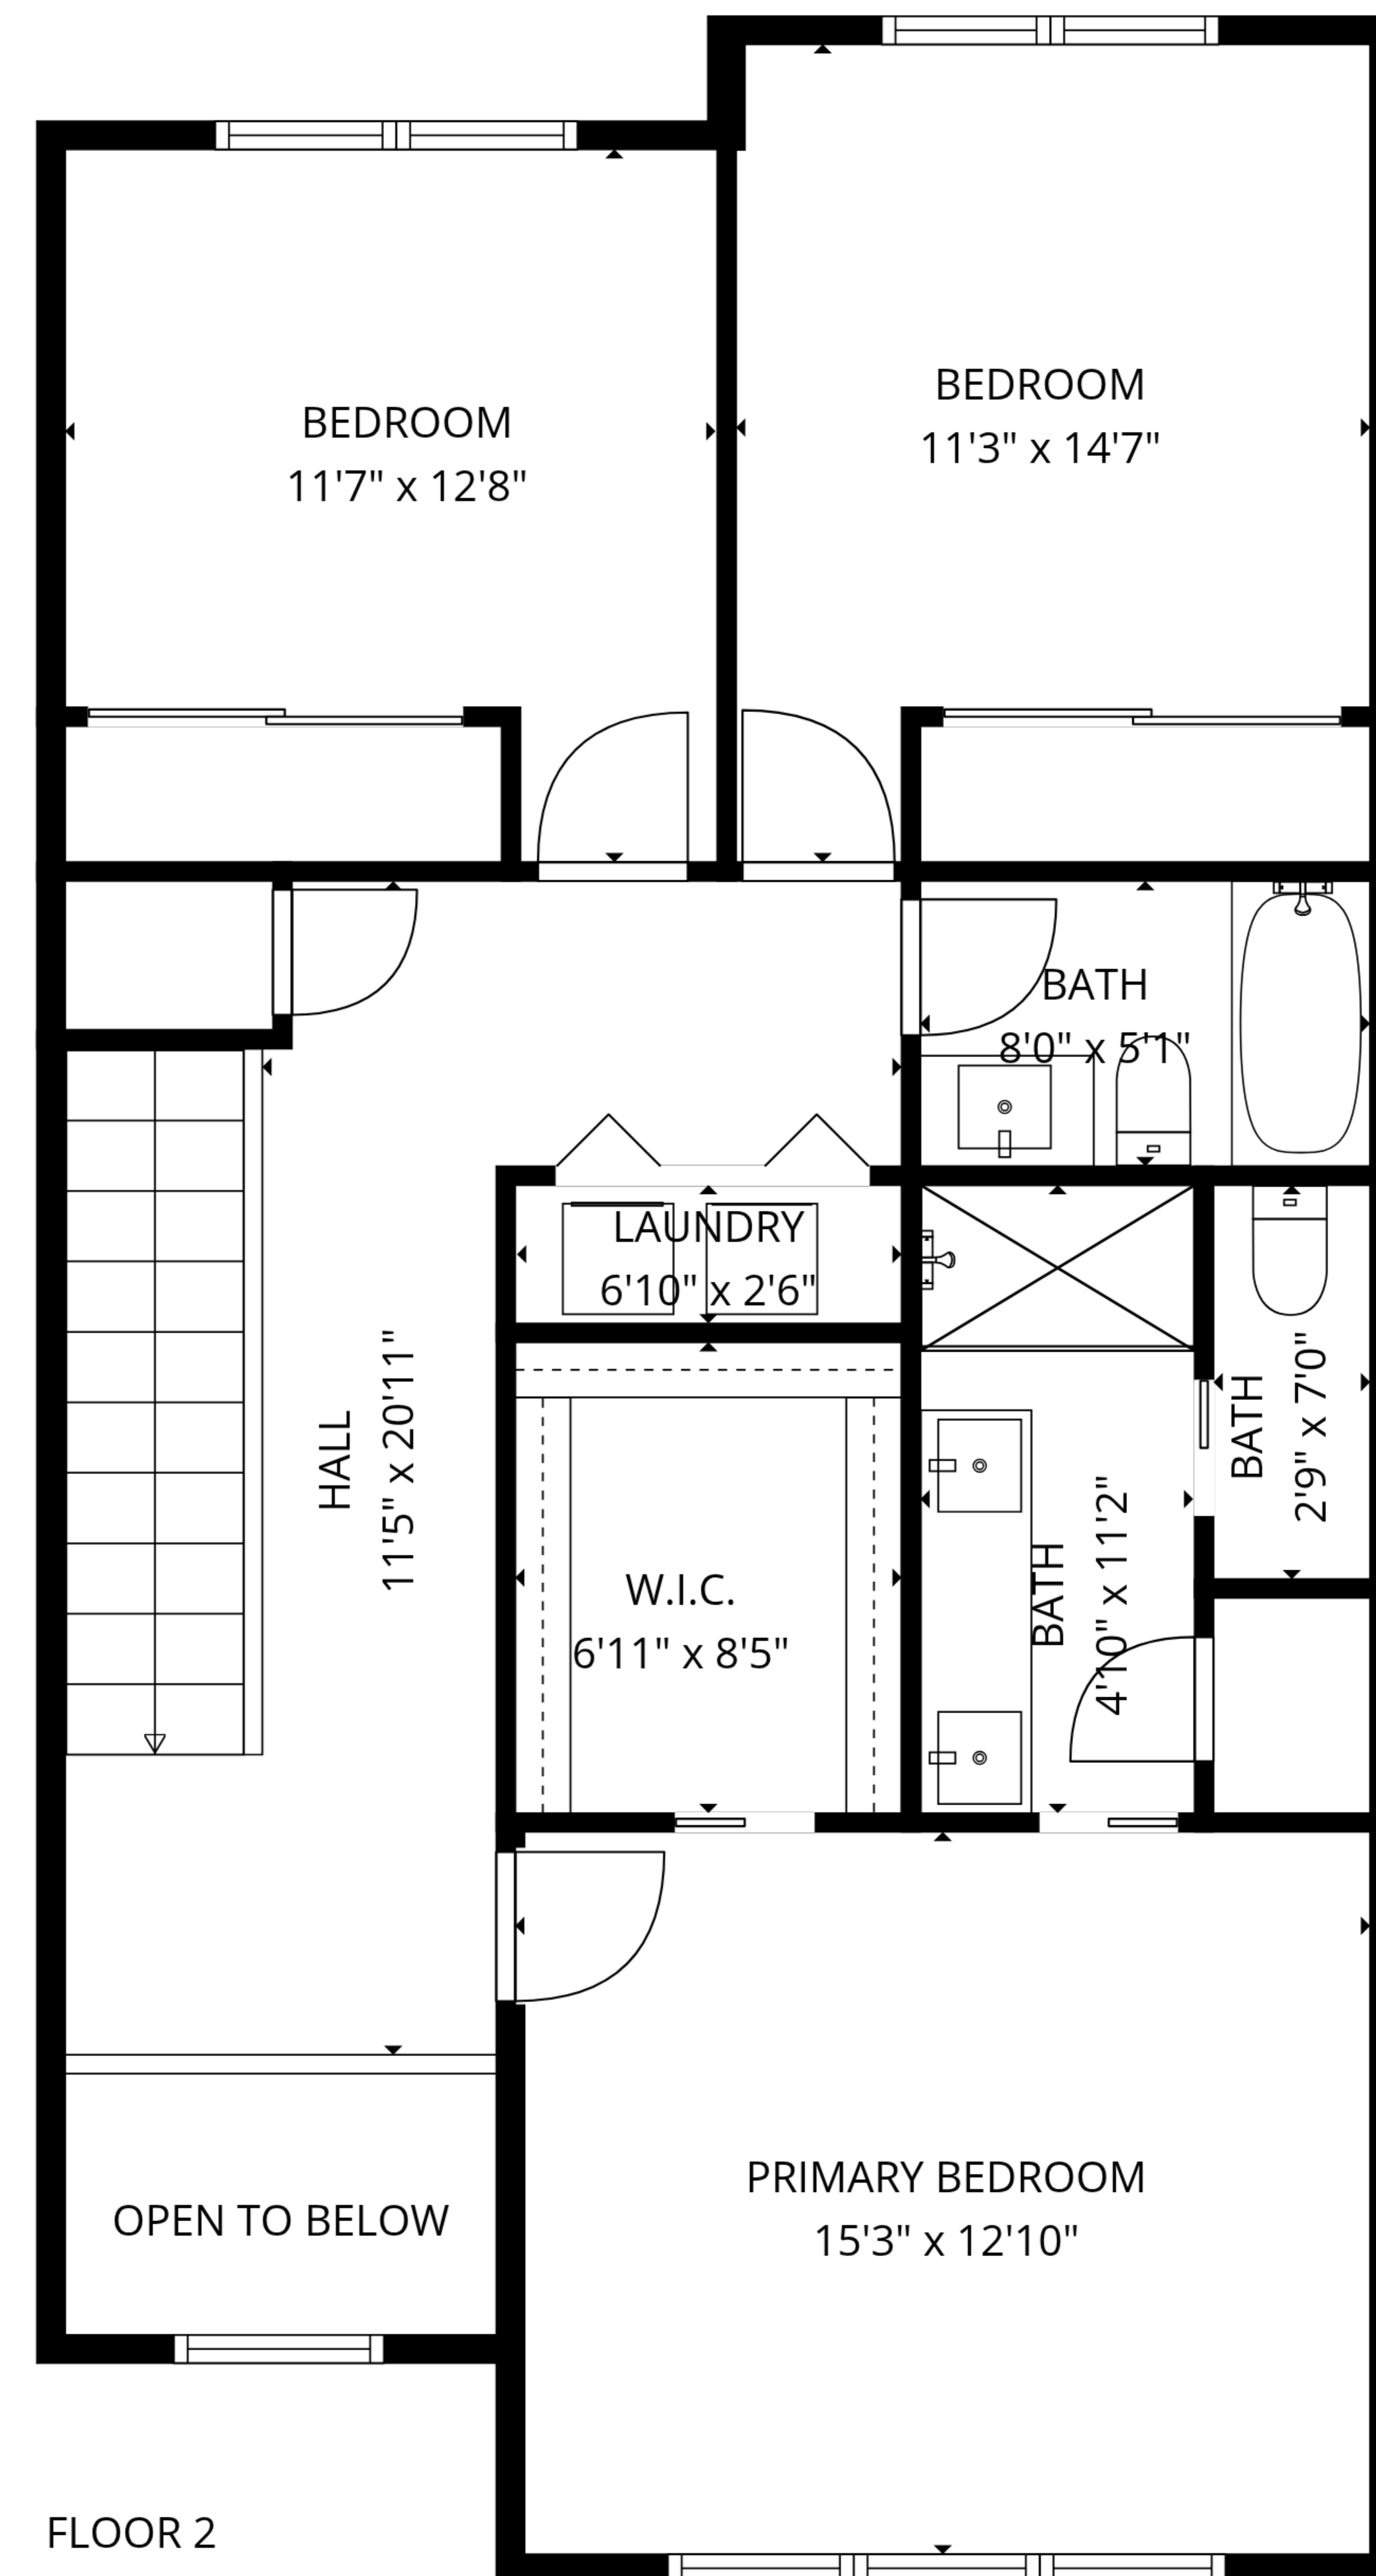 BEDROOM
11'7" x 12'8"
BEDROOM
11'3" x 14'7"
BATH
8'0" x 5'1"
LAUNDRY
6'10" x 2'6"
HALL
11'5" x 20'11"
W.I.C.
6'11" x 8'5"
BATH
4'10" x 11'2"
BATH
2'9" x 7'0"
PRIMARY BEDROOM
15'3" x 12'10"
OPEN TO BELOW
FLOOR 2